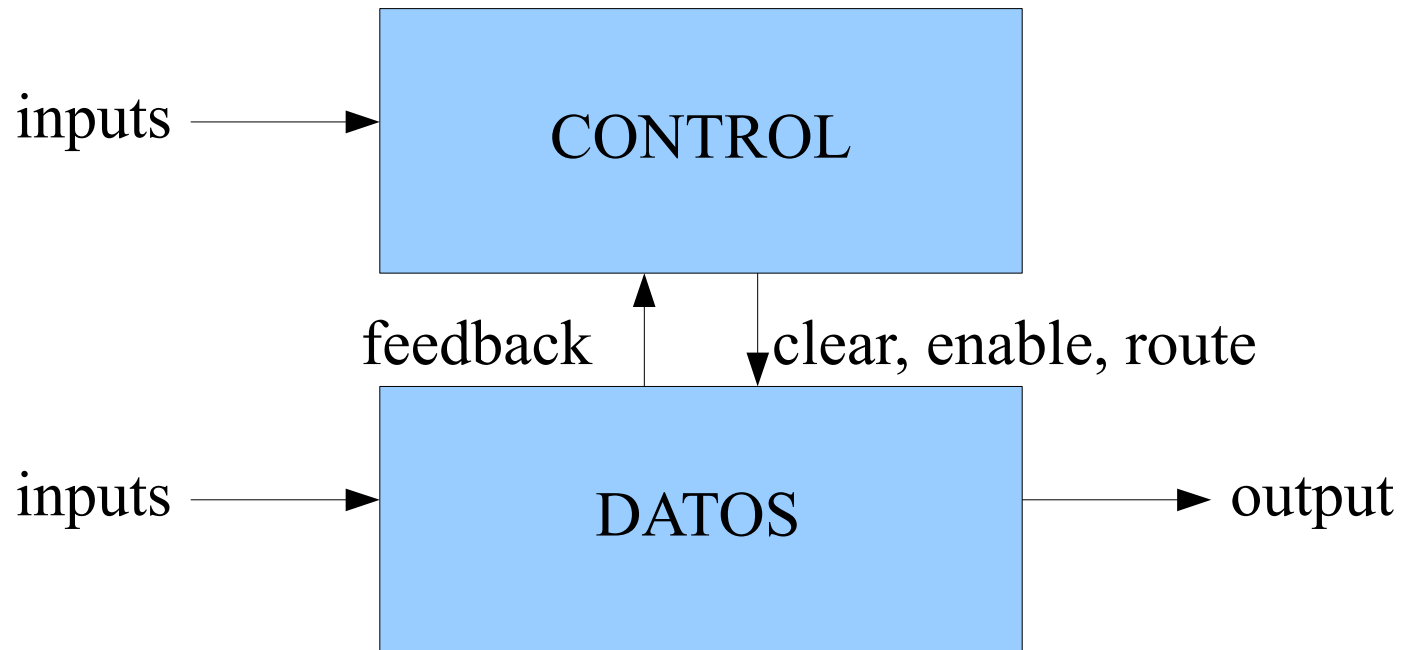 inputs
CONTROL
feedback
clear, enable, route
inputs
DATOS
output